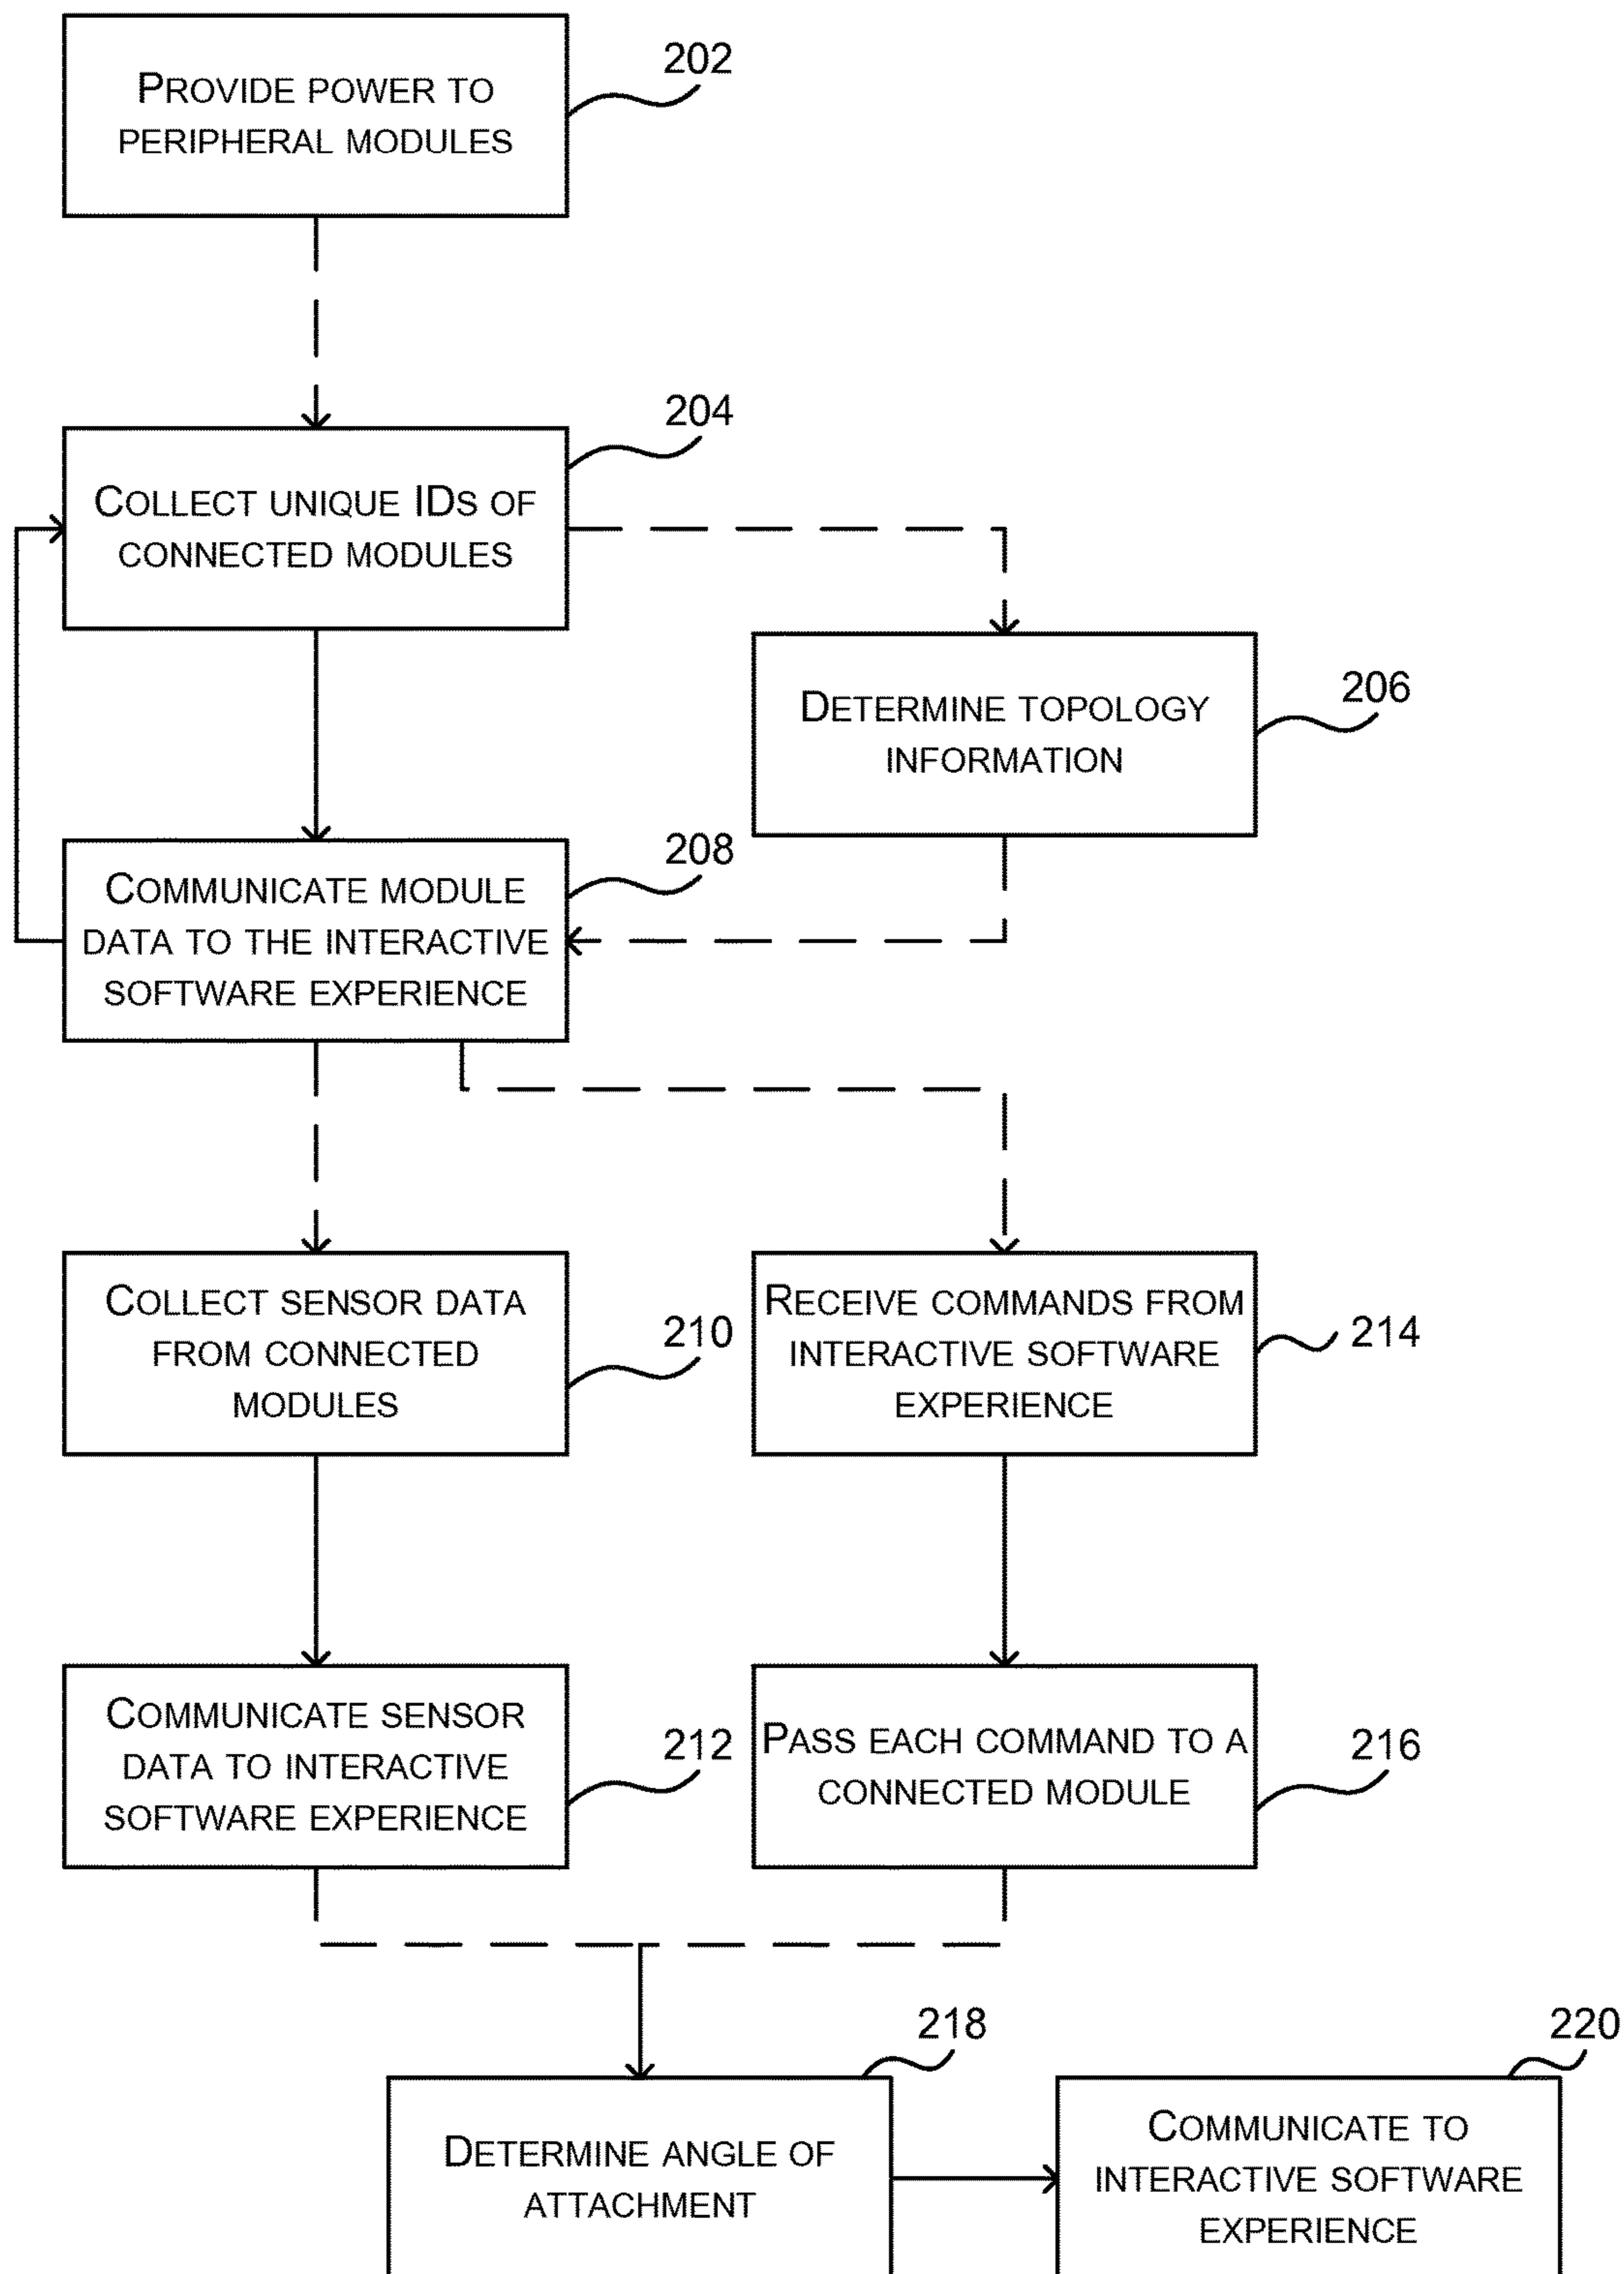 PROVIDE POWER TO
PERIPHERAL MODULES
202
COLLECT UNIQUE IDS OF
CONNECTED MODULES
204
DETERMINE TOPOLOGY
INFORMATION
206
COMMUNICATE MODULE
DATA TO THE INTERACTIVE
SOFTWARE EXPERIENCE
208
COLLECT SENSOR DATA
FROM CONNECTED
MODULES
210
RECEIVE COMMANDS FROM
INTERACTIVE SOFTWARE
EXPERIENCE
214
COMMUNICATE SENSOR
DATA TO INTERACTIVE
SOFTWARE EXPERIENCE
212
PASS EACH COMMAND TO A
CONNECTED MODULE
216
DETERMINE ANGLE OF
ATTACHMENT
218
COMMUNICATE TO
INTERACTIVE SOFTWARE
EXPERIENCE
220